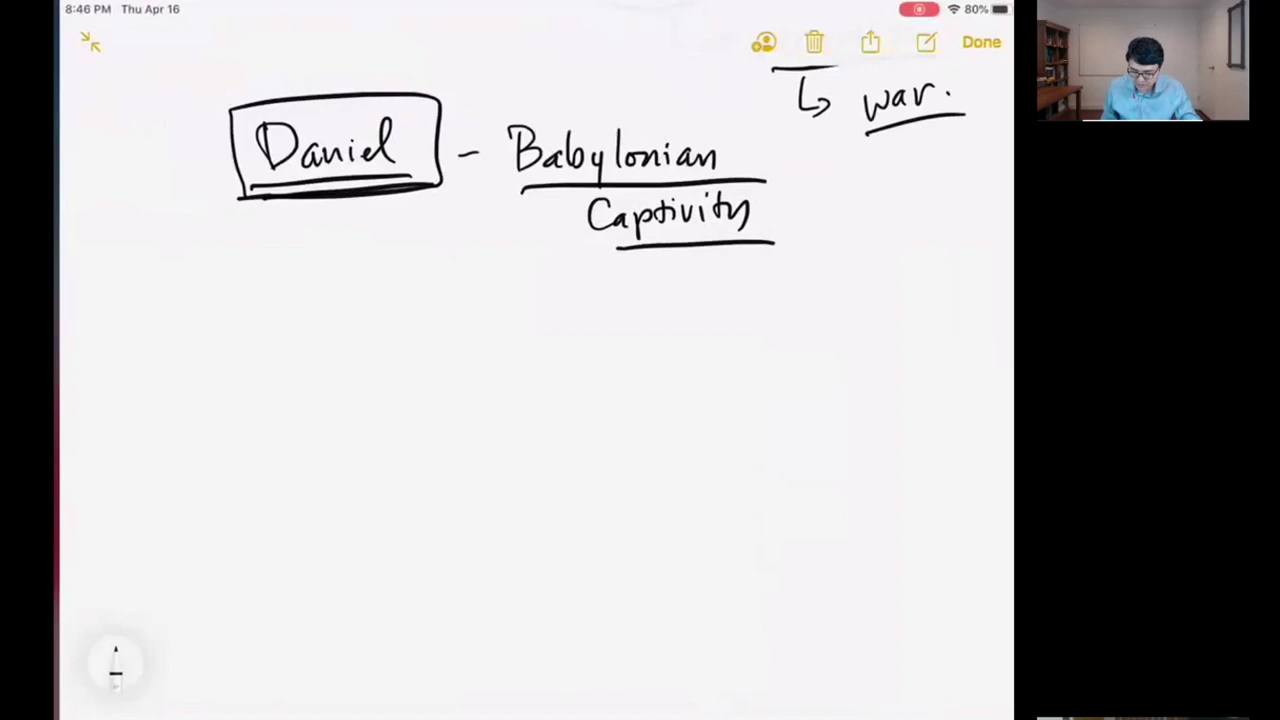 8:46 PM Thu Apr 16
80%
Done
war.
Daniel - Babylonian
Captivity